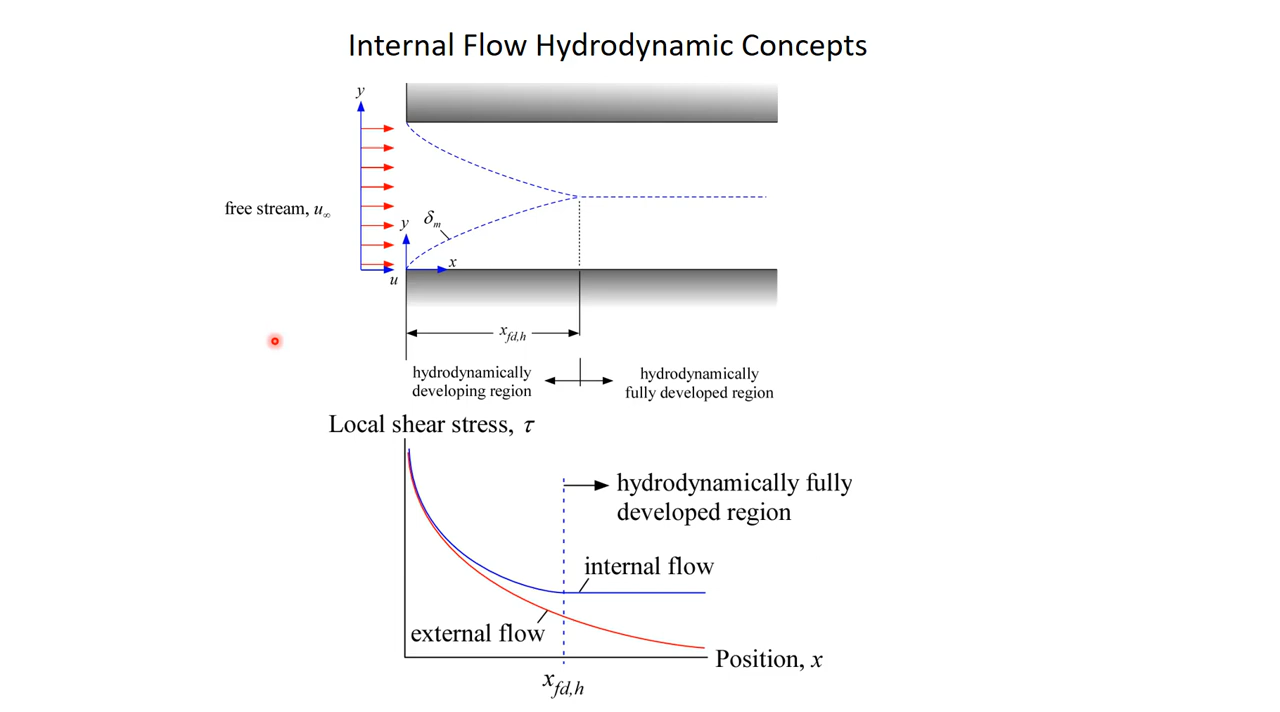 Internal Flow Hydrodynamic Concepts
y
free stream, u∞
y
δm
x
u
xfd,h
hydrodynamically
developing region
hydrodynamically
fully developed region
Local shear stress, τ
hydrodynamically fully
developed region
internal flow
external flow
Position, x
xfd,h